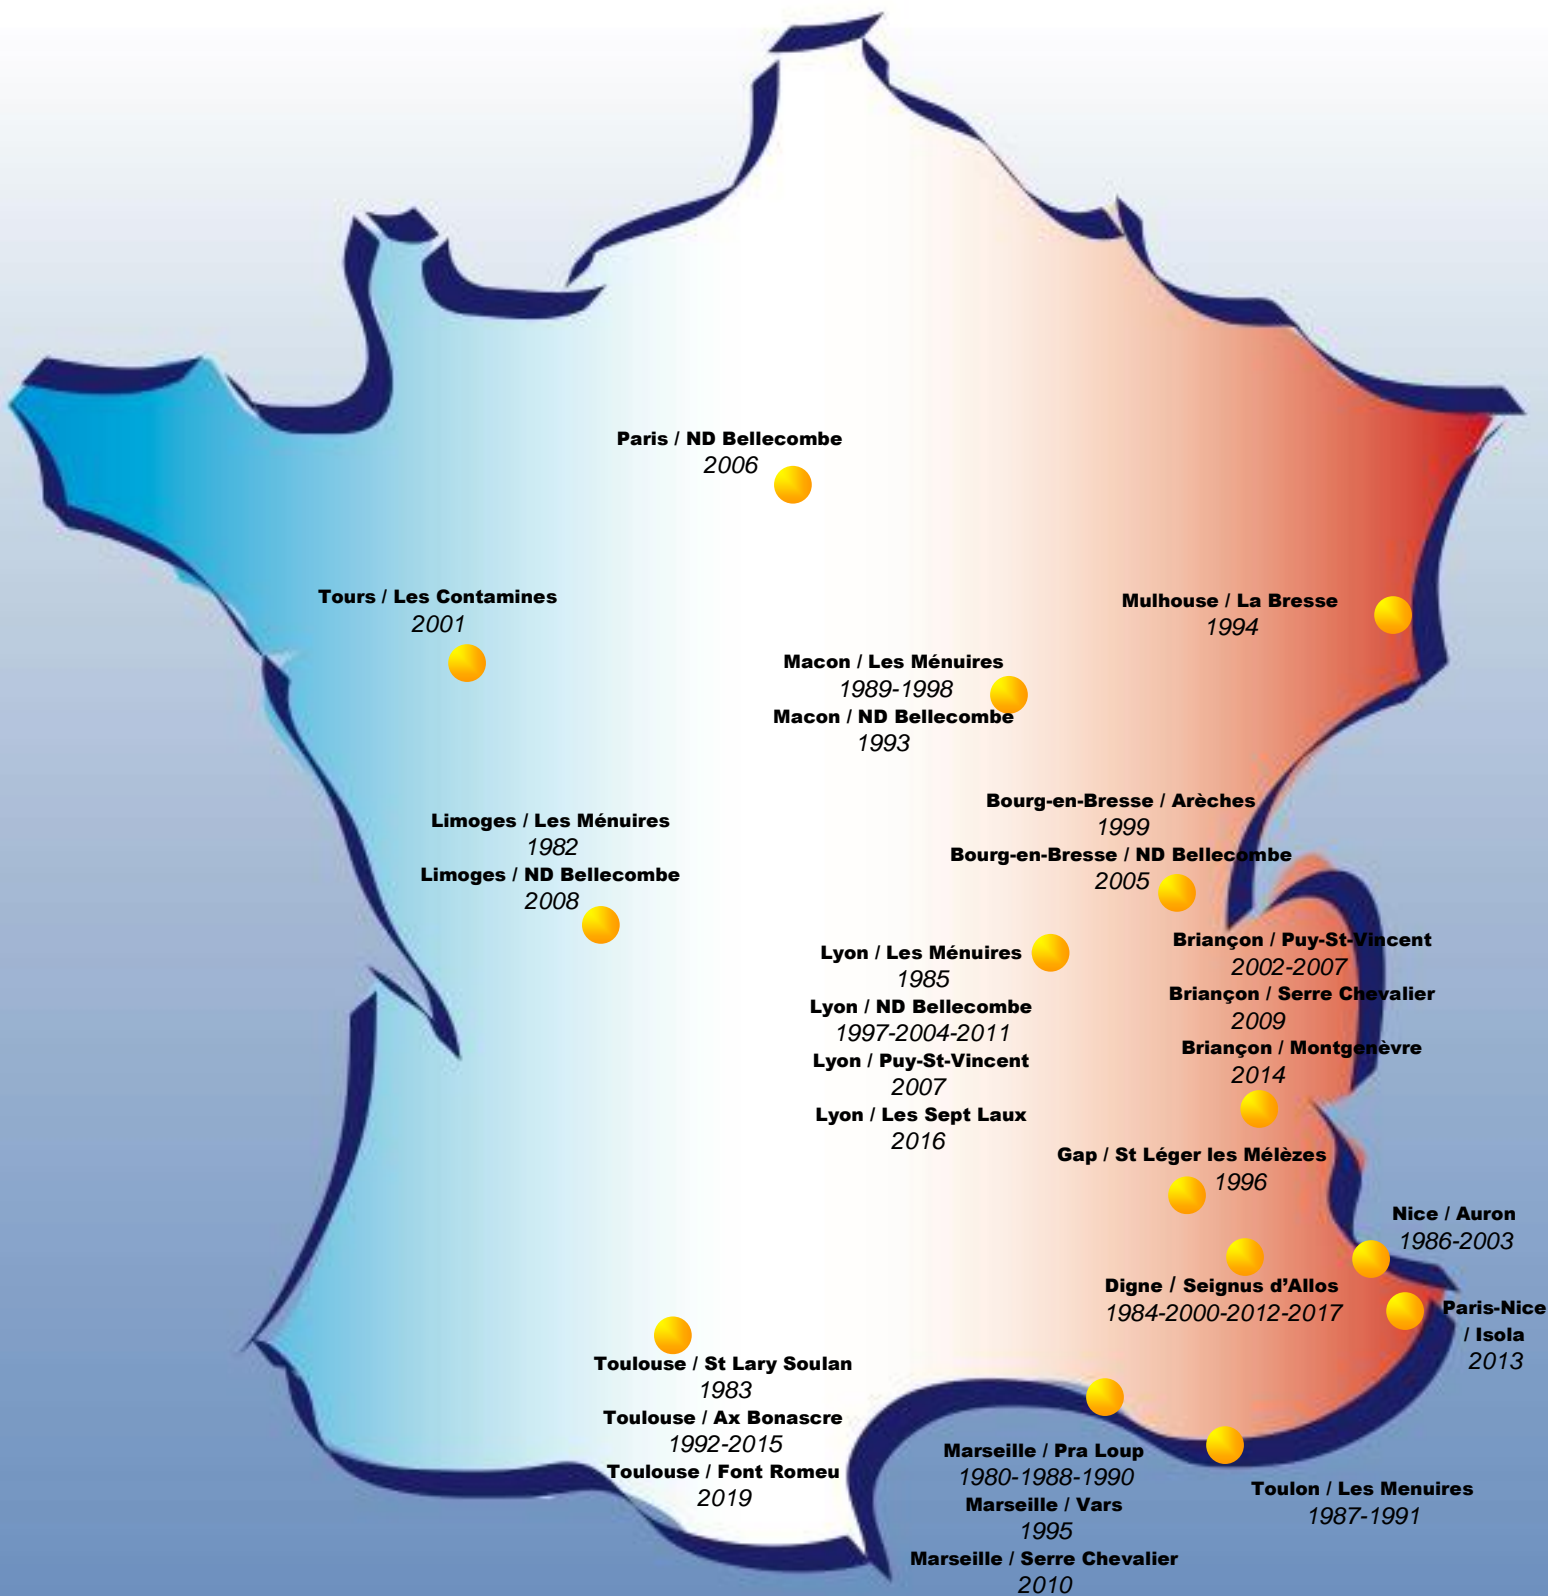 Paris / ND Bellecombe
2006
Tours / Les Contamines
2001
Mulhouse / La Bresse
1994
Macon / Les Ménuires
1989-1998
Macon / ND Bellecombe
1993
Limoges / Les Ménuires
1982
Limoges / ND Bellecombe
2008
Bourg-en-Bresse / Arèches
1999
Bourg-en-Bresse / ND Bellecombe
2005
Lyon / Les Ménuires
1985
Lyon / ND Bellecombe
1997-2004-2011
Lyon / Puy-St-Vincent
2007
Lyon / Les Sept Laux
2016
Briançon / Puy-St-Vincent
2002-2007
Briançon / Serre Chevalier
2009
Briançon / Montgenèvre
2014
Gap / St Léger les Mélèzes
1996
Nice / Auron
1986-2003
Digne / Seignus d’Allos
1984-2000-2012-2017
Paris-Nice
/ Isola
2013
Toulouse / St Lary Soulan
1983
Toulouse / Ax Bonascre
1992-2015
Toulouse / Font Romeu
2019
Marseille / Pra Loup
1980-1988-1990
Marseille / Vars
1995
Marseille / Serre Chevalier
2010
Toulon / Les Menuires
1987-1991